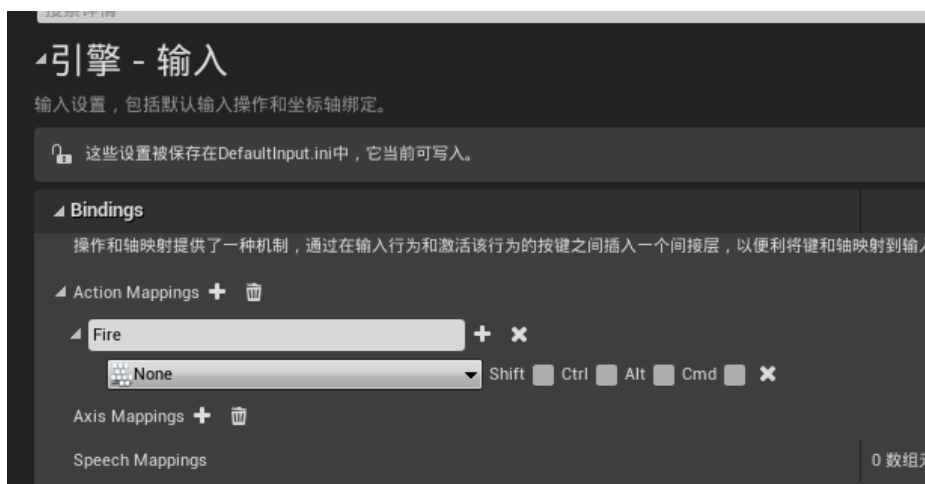 搜索详情
引擎 - 输入
输入设置，包括默认输入操作和坐标轴绑定。
这些设置被保存在DefaultInput.ini中，它当前可写入。
Bindings
操作和轴映射提供了一种机制，通过在输入行为和激活该行为的按键之间插入一个间接层，以便利将键和轴映射到输入
Action Mappings
Fire
None Shift Ctrl Alt Cmd
Axis Mappings
Speech Mappings 0 数组元